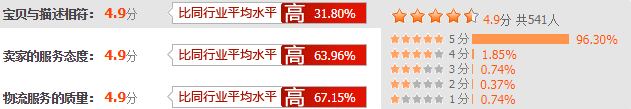 宝贝与描述相符： 4.9分 比同行业平均水平 高 31.80%
卖家的服务态度： 4.9分 比同行业平均水平 高 63.96%
物流服务的质量： 4.9分 比同行业平均水平 高 67.15%
4.9分 共541人
5分 96.30%
4分 1.85%
3分 0.74%
2分 0.37%
1分 0.74%